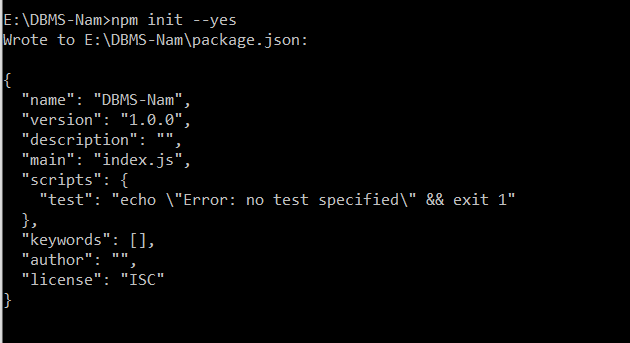 E:\DBMS-Nam>npm init --yes
Wrote to E:\DBMS-Nam\package.json:
{
"name": "DBMS-Nam",
"version": "1.0.0",
"description": "",
"main": "index.js",
"scripts": {
"test": "echo \"Error: no test specified\" && exit 1"
},
"keywords": [],
"author": "",
"license": "ISC"
}